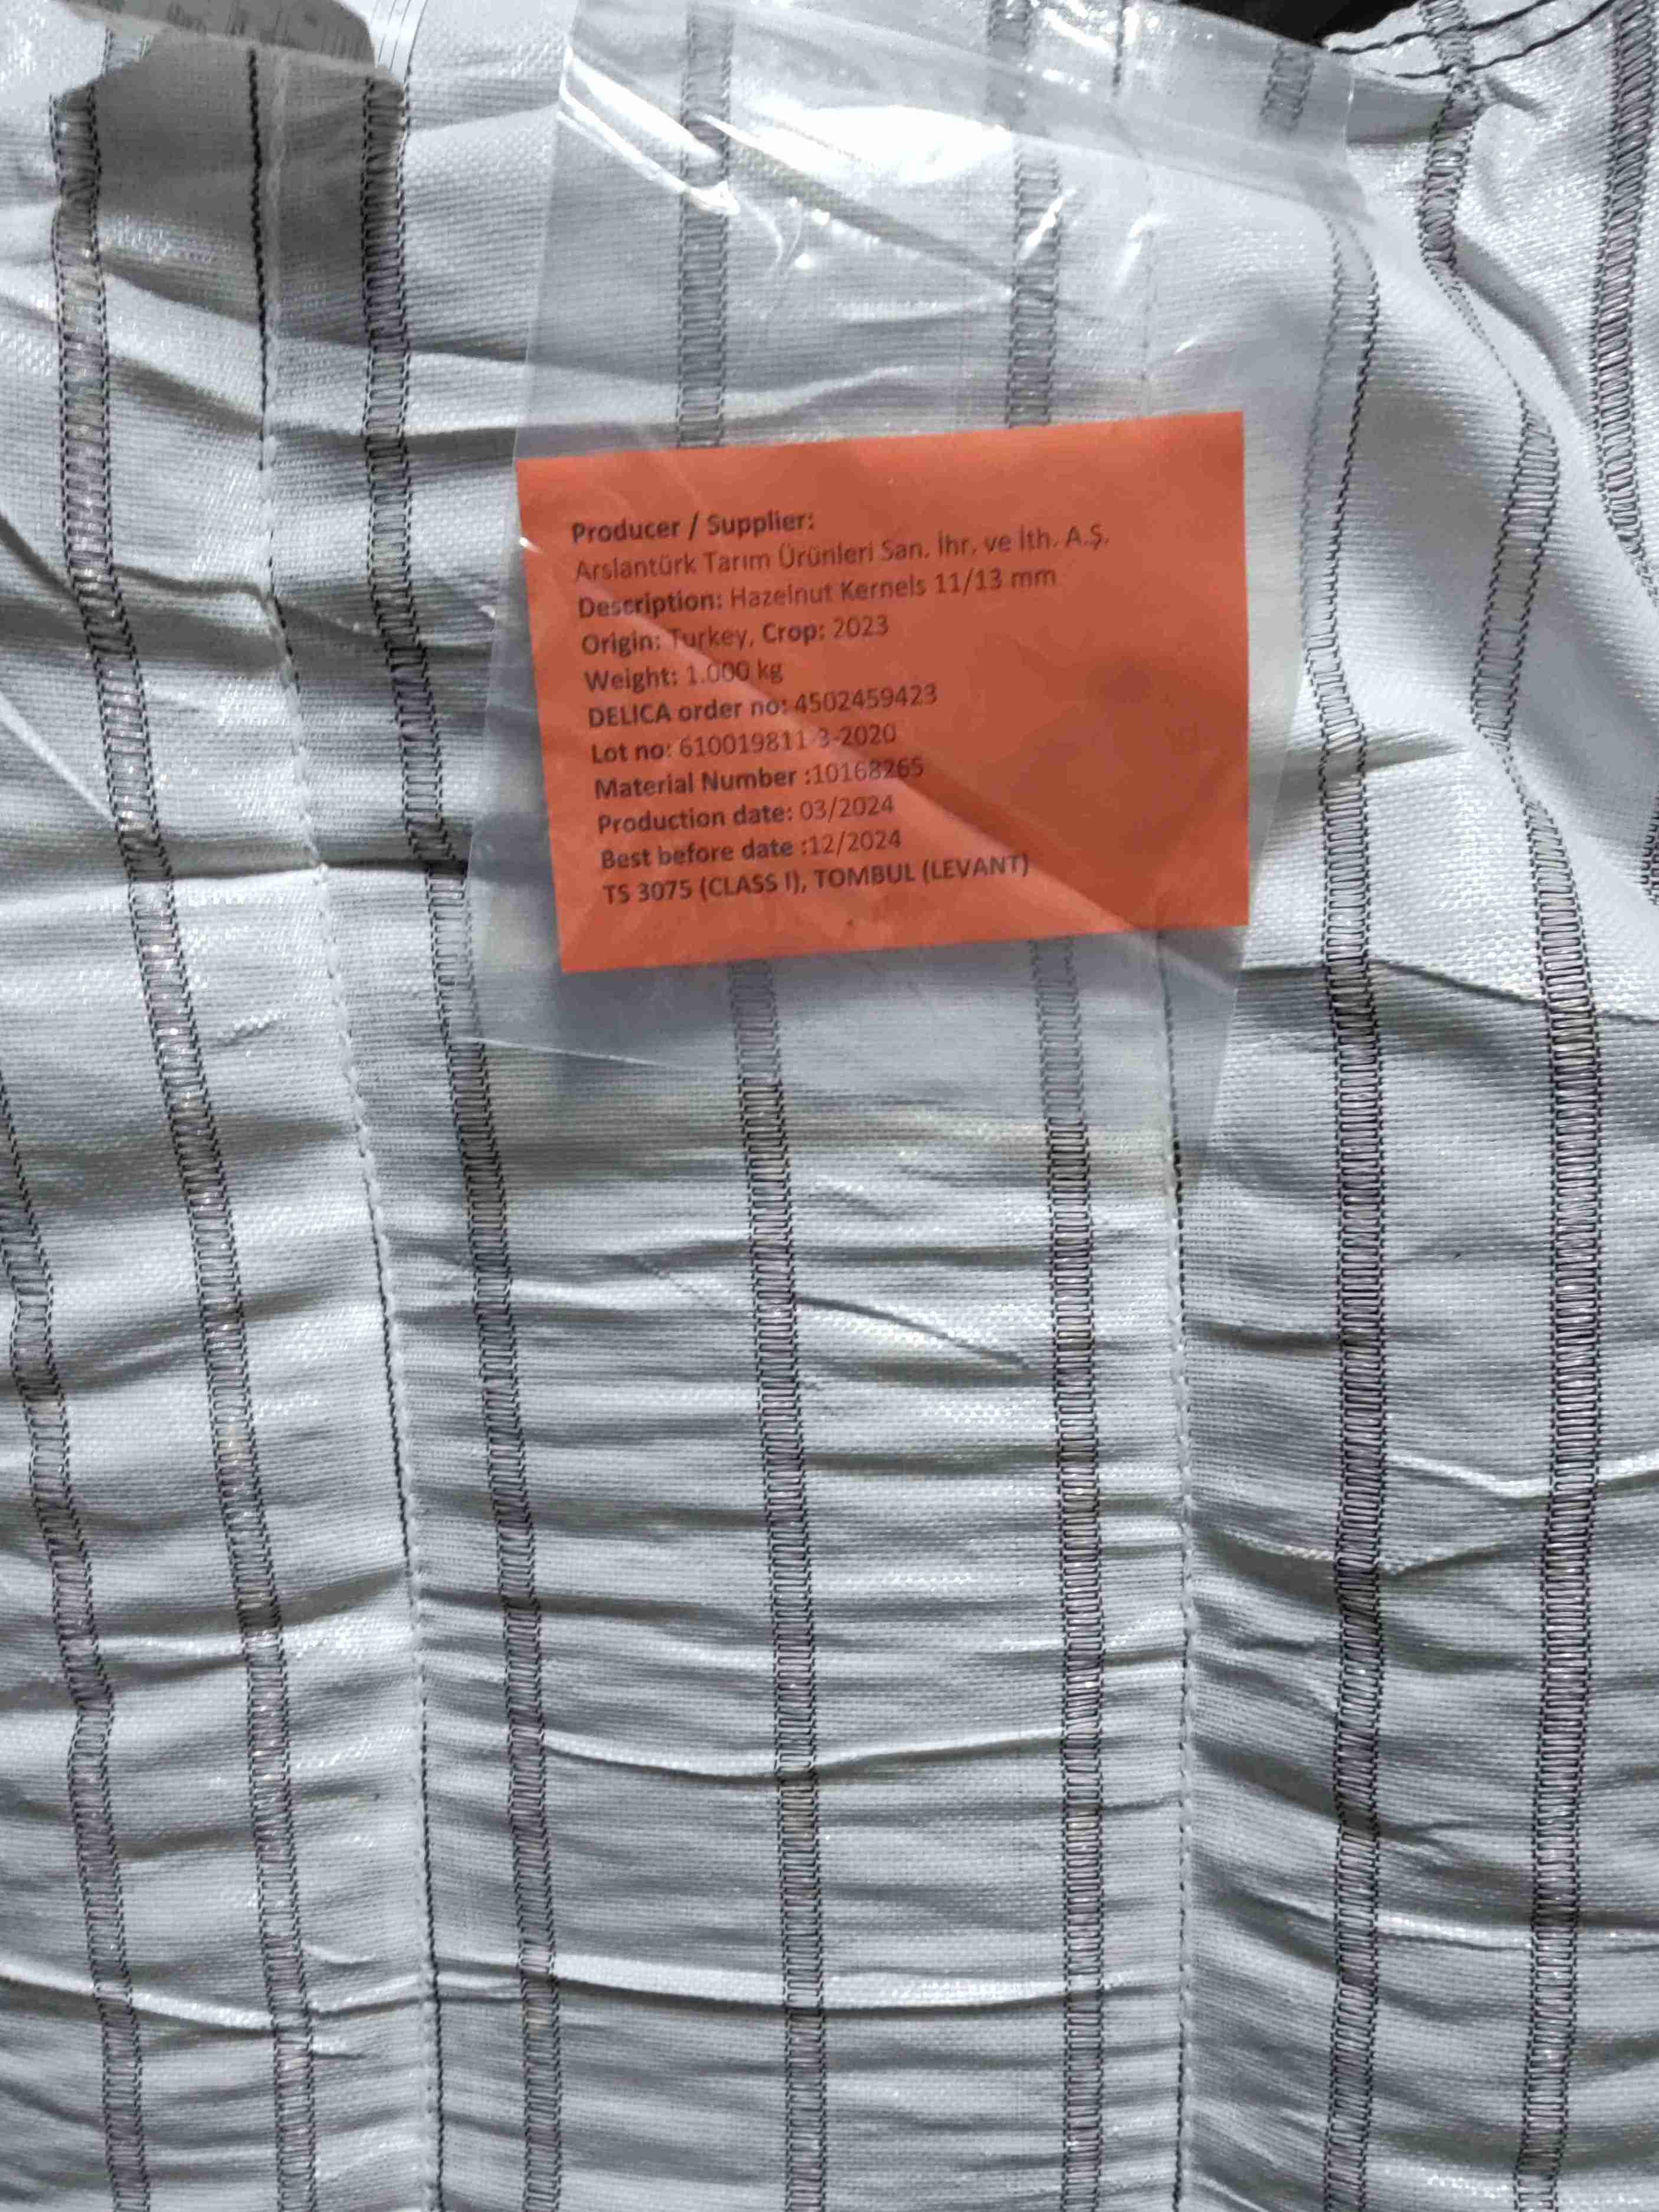 Producer / Supplier:
Arslantürk Tarım Ürünleri San. İhr. ve İth. A.Ş.
Description: Hazelnut Kernels 11/13 mm
Origin: Turkey, Crop: 2023
Weight: 1.000 kg
DELICA order no: 4502459423
Lot no: 610019811-3-2020
Material Number :10168265
Production date: 03/2024
Best before date :12/2024
TS 3075 (CLASS I), TOMBUL (LEVANT)